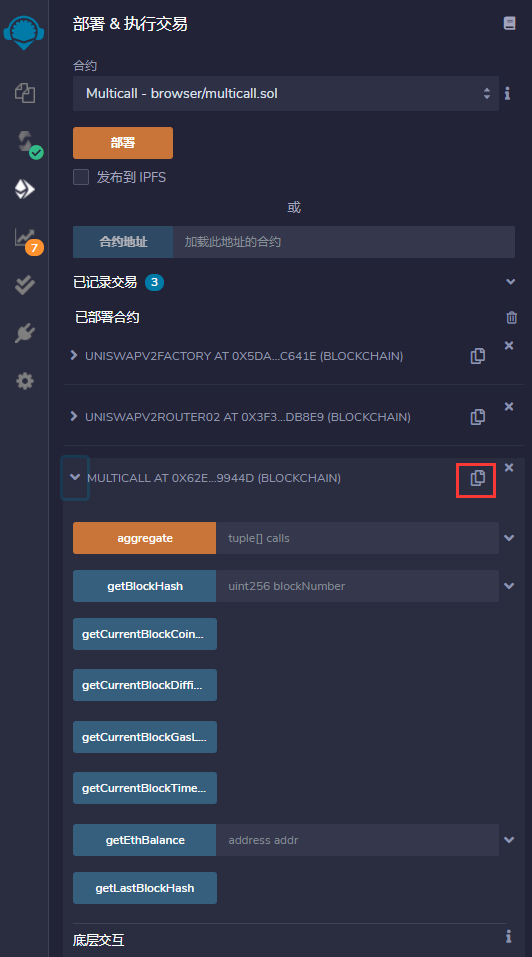 部署 & 执行交易
合约
Multicall - browser/multicall.sol
部署
发布到 IPFS
或
合约地址 加载此地址的合约
7
已记录交易 3
已部署合约
UNISWAPV2FACTORY AT 0X5DA...C641E (BLOCKCHAIN)
UNISWAPV2ROUTER02 AT 0X3F3...DB8E9 (BLOCKCHAIN)
MULTICALL AT 0X62E...9944D (BLOCKCHAIN)
aggregate tuple[] calls
getBlockHash uint256 blockNumber
getCurrentBlockCoin...
getCurrentBlockDiffi...
getCurrentBlockGasL...
getCurrentBlockTime...
getEthBalance address addr
getLastBlockHash
底层交互